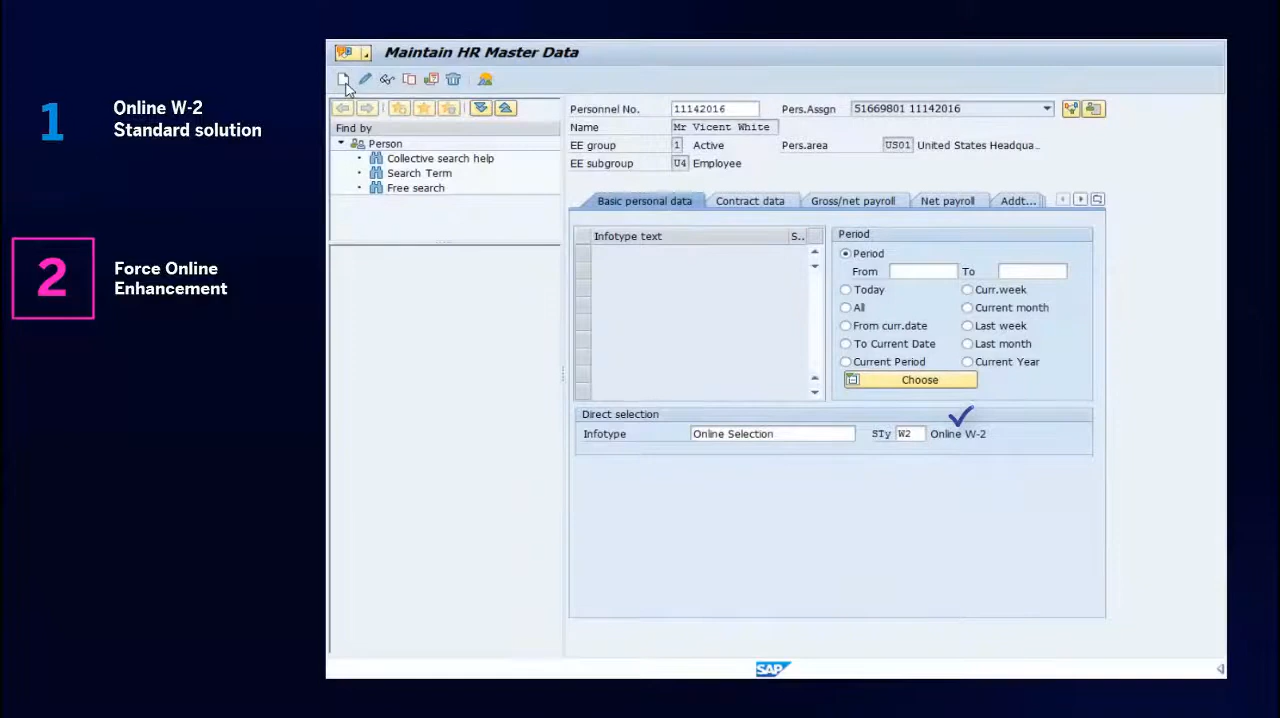 1
Online W-2
Standard solution
2
Force Online
Enhancement
Maintain HR Master Data
Find by
Person
Collective search help
Search Term
Free search
Personnel No. 11142016 Pers.Assgn 51669801 11142016
Name Mr Vicent White
EE group 1 Active Pers.area US01 United States Headqua..
EE subgroup U4 Employee
Basic personal data Contract data Gross/net payroll Net payroll Addt...
Infotype text S..
Period
Period
From To
Today Curr.week
All Current month
From curr.date Last week
To Current Date Last month
Current Period Current Year
Choose
Direct selection
Infotype Online Selection STy W2 Online W-2
SAP